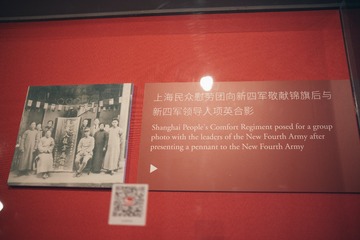 上海民众慰劳团向新四军敬献锦旗后与
新四军领导人项英合影
Shanghai People's Comfort Regiment posed for a group
photo with the leaders of the New Fourth Army after
presenting a pennant to the New Fourth Army